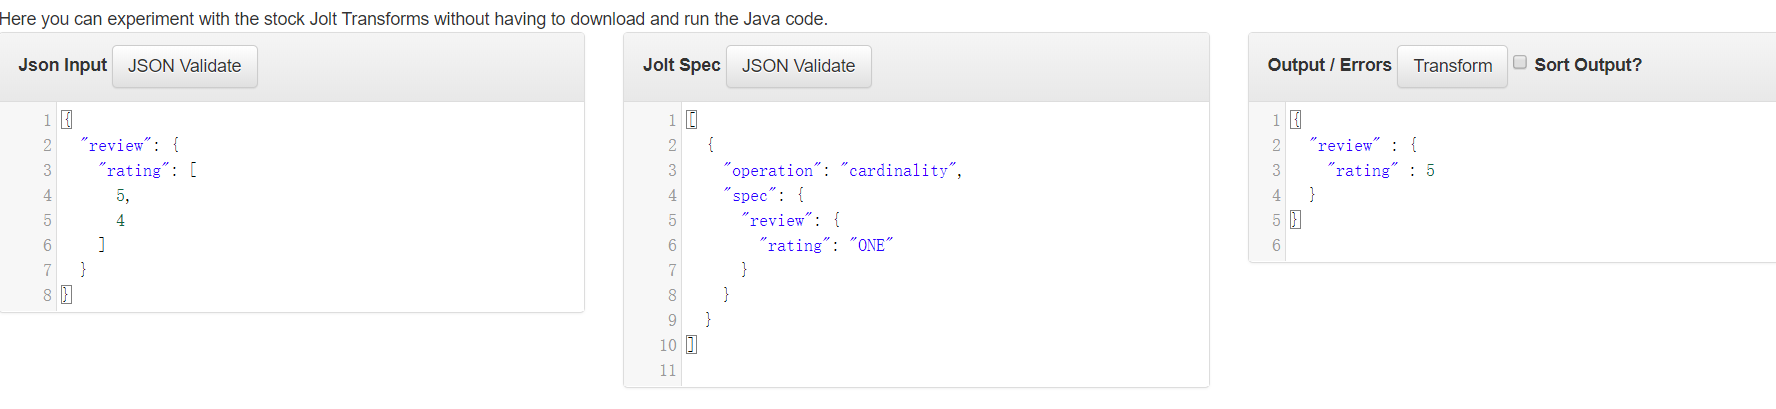 Here you can experiment with the stock Jolt Transforms without having to download and run the Java code.
Json Input JSON Validate
1 {
2 "review": {
3 "rating": [
4 5,
5 4
6 ]
7 }
8 }
Jolt Spec JSON Validate
1 [
2 {
3 "operation": "cardinality",
4 "spec": {
5 "review": {
6 "rating": "ONE"
7 }
8 }
9 }
10 ]
11
Output / Errors Transform Sort Output?
1 {
2 "review" : {
3 "rating" : 5
4 }
5 }
6